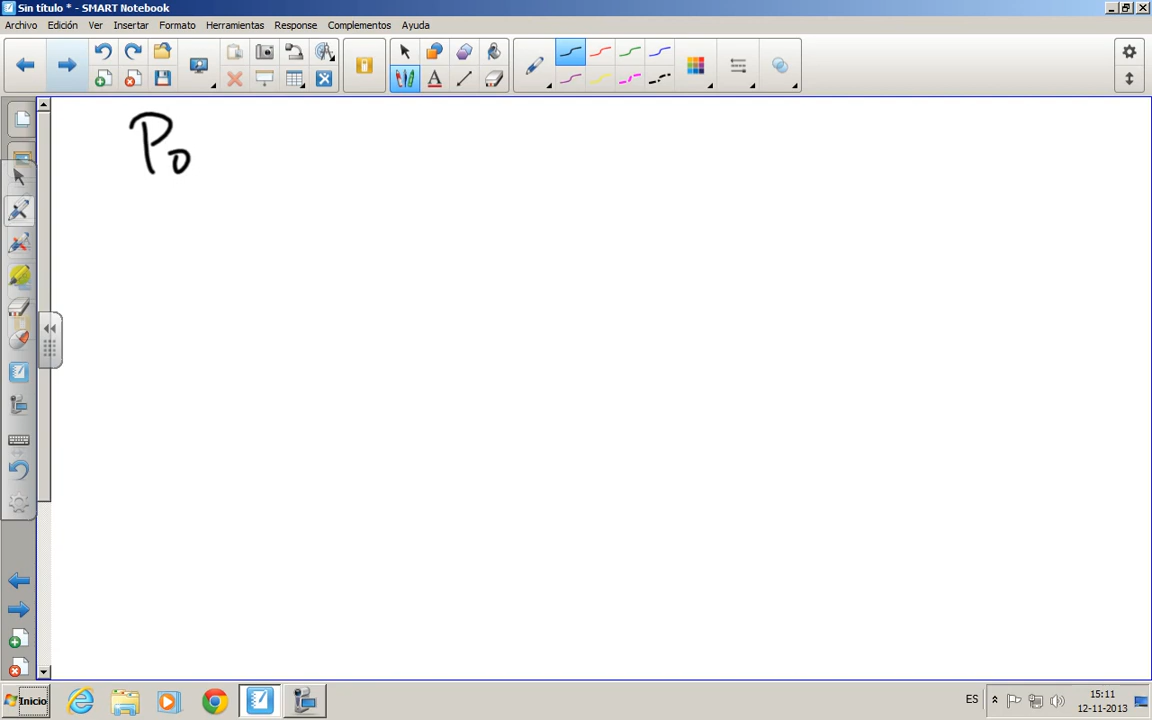 Sin título * - SMART Notebook
Archivo Edición Ver Insertar Formato Herramientas Response Complementos Ayuda
Po
Inicio
ES
15:11
12-11-2013